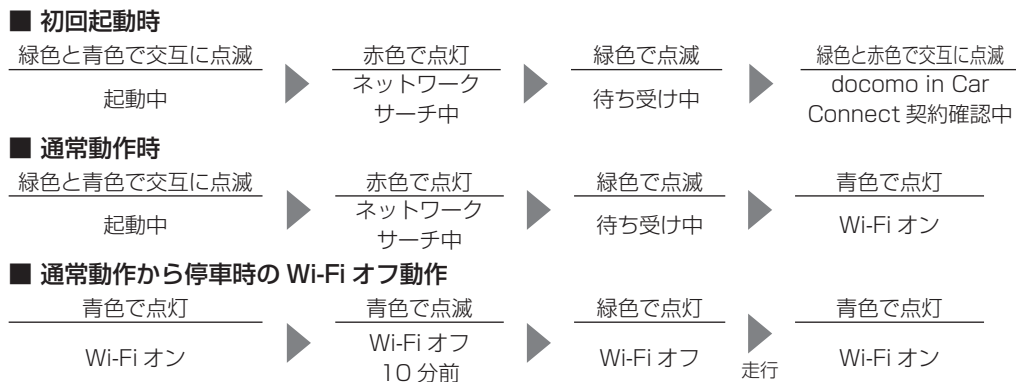 ■ 初回起動時
緑色と青色で交互に点滅
起動中
赤色で点灯
ネットワーク
サーチ中
緑色で点滅
待ち受け中
緑色と赤色で交互に点滅
docomo in Car
Connect 契約確認中
■ 通常動作時
緑色と青色で交互に点滅
起動中
赤色で点灯
ネットワーク
サーチ中
緑色で点滅
待ち受け中
青色で点灯
Wi-Fi オン
■ 通常動作から停車時の Wi-Fi オフ動作
青色で点灯
Wi-Fi オン
青色で点滅
Wi-Fi オフ
10 分前
緑色で点灯
Wi-Fi オフ
走行
青色で点灯
Wi-Fi オン